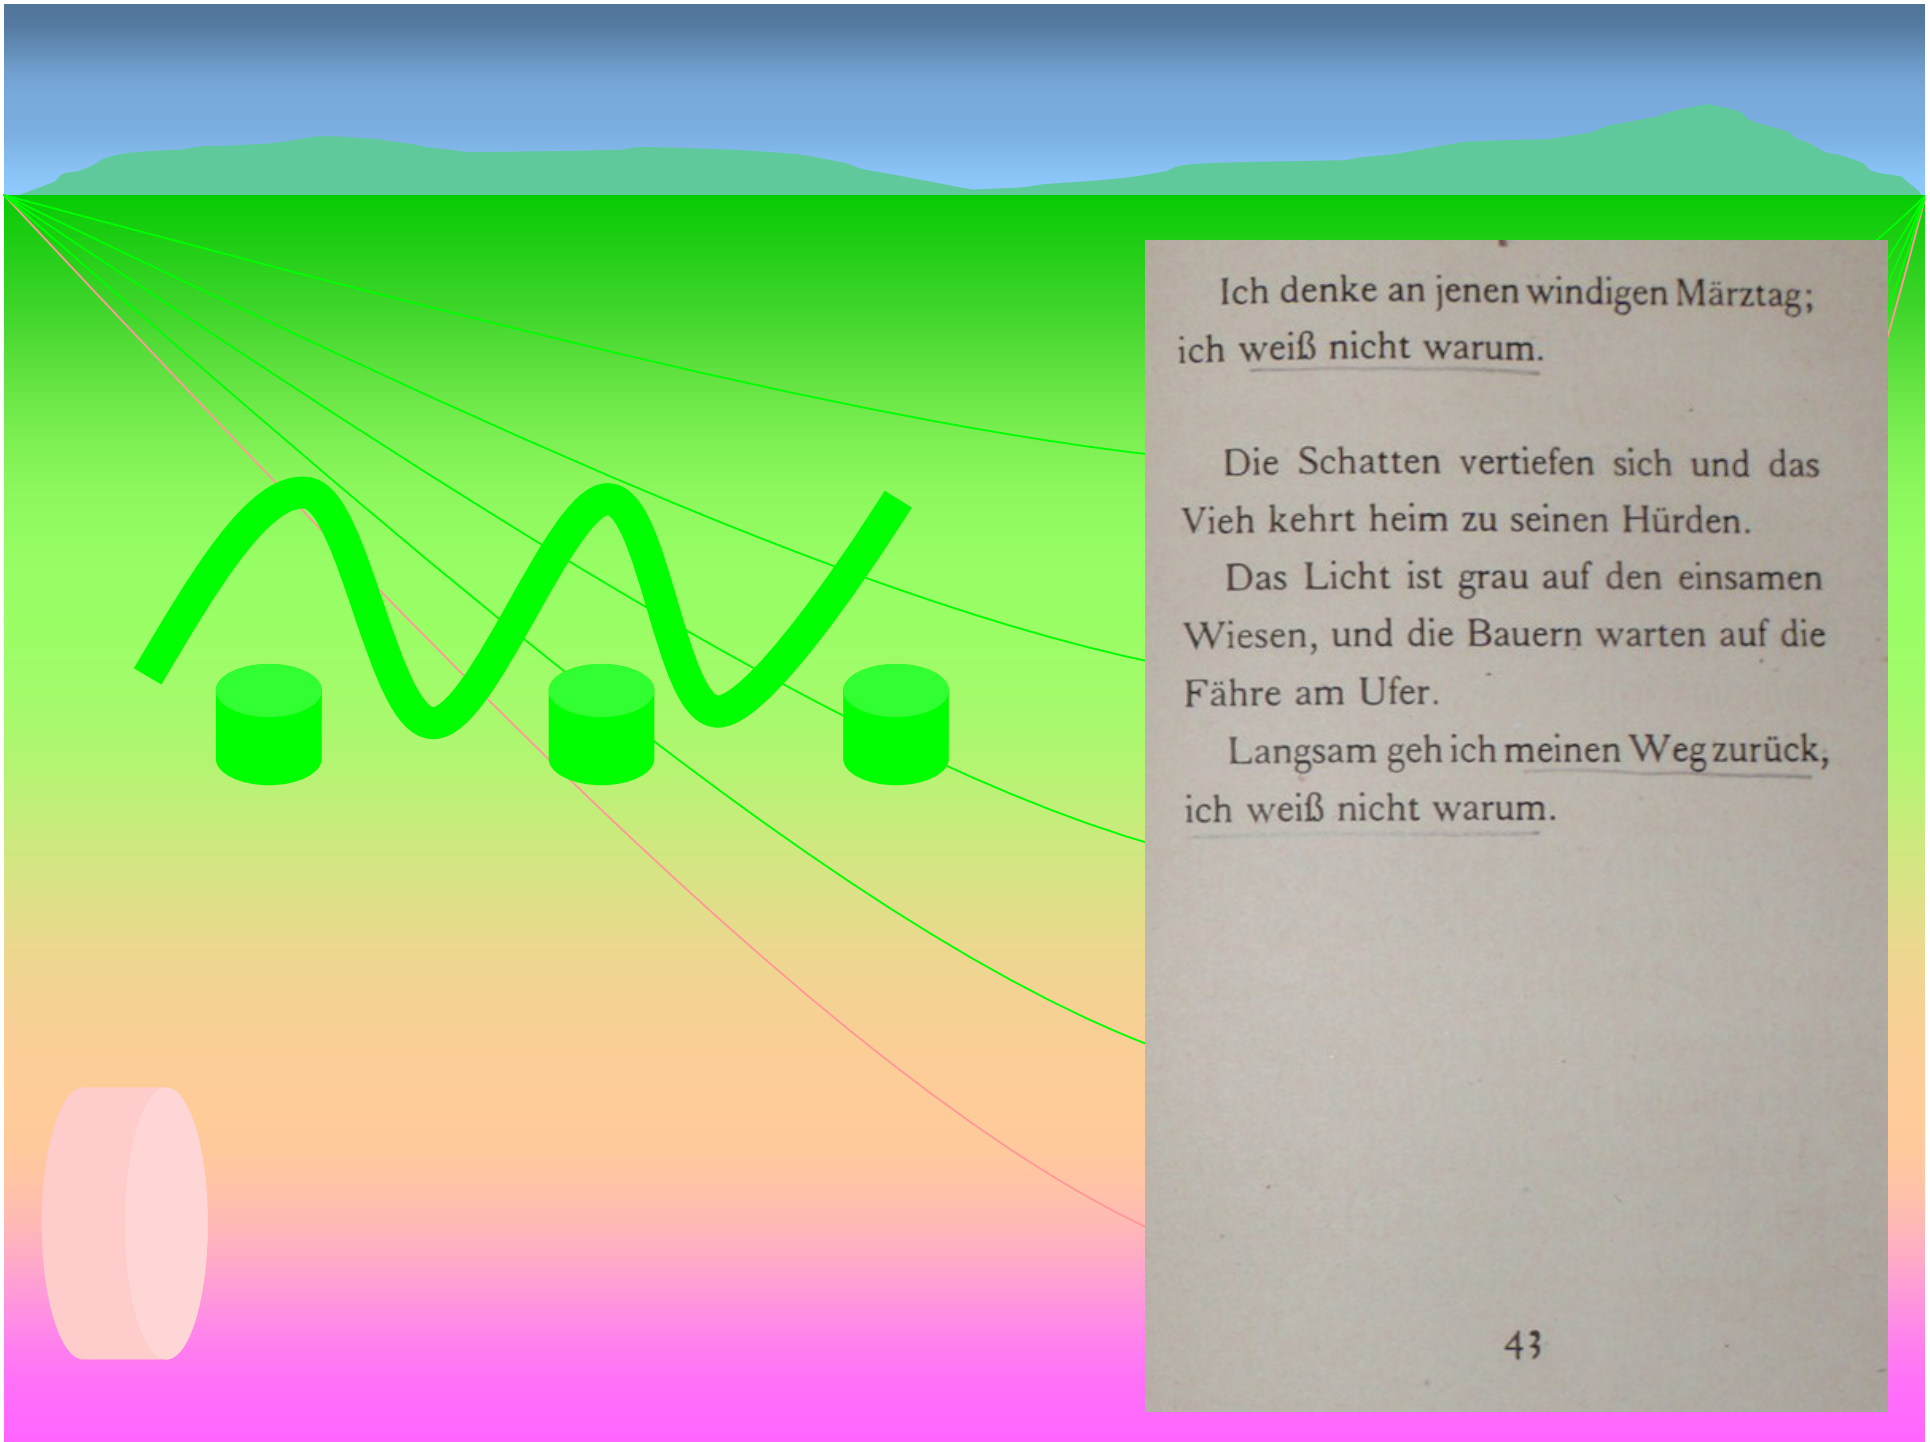 Ich denke an jenen windigen Märztag;
ich weiß nicht warum.
Die Schatten vertiefen sich und das
Vieh kehrt heim zu seinen Hürden.
Das Licht ist grau auf den einsamen
Wiesen, und die Bauern warten auf die
Fähre am Ufer.
Langsam geh ich meinen Weg zurück,
ich weiß nicht warum.
43